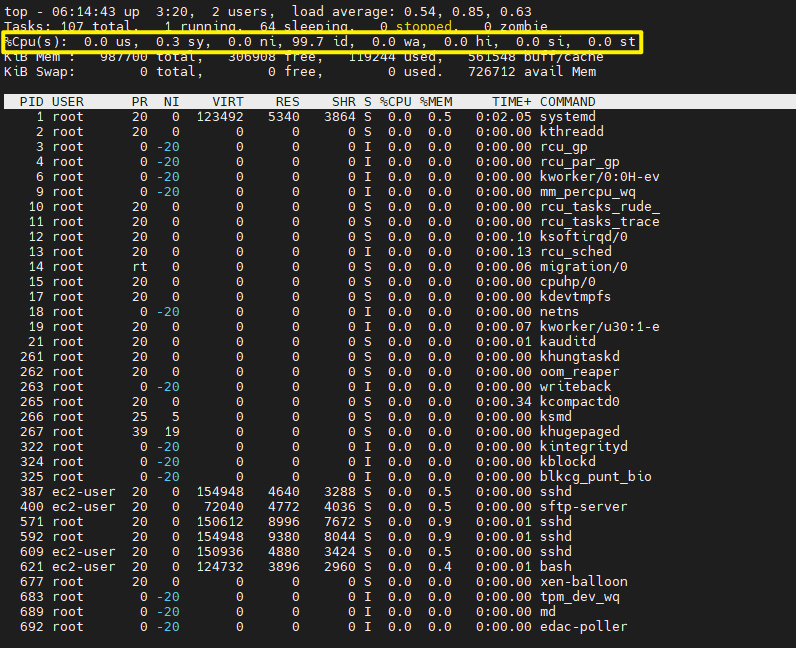 top - 06:14:43 up  3:20,  2 users,  load average: 0.54, 0.85, 0.63
Tasks: 107 total,   1 running,  64 sleeping,   0 stopped,   0 zombie
%Cpu(s):  0.0 us,  0.3 sy,  0.0 ni, 99.7 id,  0.0 wa,  0.0 hi,  0.0 si,  0.0 st
KiB Mem :   987700 total,   306908 free,   119244 used,   561548 buff/cache
KiB Swap:        0 total,        0 free,        0 used.   726712 avail Mem
PID USER      PR  NI    VIRT    RES    SHR S %CPU %MEM     TIME+ COMMAND
1 root      20   0  123492   5340   3864 S  0.0  0.5   0:02.05 systemd
2 root      20   0       0      0      0 S  0.0  0.0   0:00.00 kthreadd
3 root       0 -20       0      0      0 I  0.0  0.0   0:00.00 rcu_gp
4 root       0 -20       0      0      0 I  0.0  0.0   0:00.00 rcu_par_gp
6 root       0 -20       0      0      0 I  0.0  0.0   0:00.00 kworker/0:0H-ev
9 root       0 -20       0      0      0 I  0.0  0.0   0:00.00 mm_percpu_wq
10 root      20   0       0      0      0 S  0.0  0.0   0:00.00 rcu_tasks_rude_
11 root      20   0       0      0      0 S  0.0  0.0   0:00.00 rcu_tasks_trace
12 root      20   0       0      0      0 S  0.0  0.0   0:00.10 ksoftirqd/0
13 root      20   0       0      0      0 I  0.0  0.0   0:00.13 rcu_sched
14 root      rt   0       0      0      0 S  0.0  0.0   0:00.06 migration/0
15 root      20   0       0      0      0 S  0.0  0.0   0:00.00 cpuhp/0
17 root      20   0       0      0      0 S  0.0  0.0   0:00.00 kdevtmpfs
18 root       0 -20       0      0      0 I  0.0  0.0   0:00.00 netns
19 root      20   0       0      0      0 I  0.0  0.0   0:00.07 kworker/u30:1-e
21 root      20   0       0      0      0 S  0.0  0.0   0:00.01 kauditd
261 root      20   0       0      0      0 S  0.0  0.0   0:00.00 khungtaskd
262 root      20   0       0      0      0 S  0.0  0.0   0:00.00 oom_reaper
263 root       0 -20       0      0      0 I  0.0  0.0   0:00.00 writeback
265 root      20   0       0      0      0 S  0.0  0.0   0:00.34 kcompactd0
266 root      25   5       0      0      0 S  0.0  0.0   0:00.00 ksmd
267 root      39  19       0      0      0 S  0.0  0.0   0:00.00 khugepaged
322 root       0 -20       0      0      0 I  0.0  0.0   0:00.00 kintegrityd
324 root       0 -20       0      0      0 I  0.0  0.0   0:00.00 kblockd
325 root       0 -20       0      0      0 I  0.0  0.0   0:00.00 blkcg_punt_bio
387 ec2-user  20   0  154948   4640   3288 S  0.0  0.5   0:00.00 sshd
400 ec2-user  20   0   72040   4772   4036 S  0.0  0.5   0:00.00 sftp-server
571 root      20   0  150612   8996   7672 S  0.0  0.9   0:00.01 sshd
592 root      20   0  154948   9380   8044 S  0.0  0.9   0:00.01 sshd
609 ec2-user  20   0  150936   4880   3424 S  0.0  0.5   0:00.00 sshd
621 ec2-user  20   0  124732   3896   2960 S  0.0  0.4   0:00.01 bash
677 root      20   0       0      0      0 S  0.0  0.0   0:00.00 xen-balloon
683 root       0 -20       0      0      0 I  0.0  0.0   0:00.00 tpm_dev_wq
689 root       0 -20       0      0      0 I  0.0  0.0   0:00.00 md
692 root       0 -20       0      0      0 I  0.0  0.0   0:00.00 edac-poller